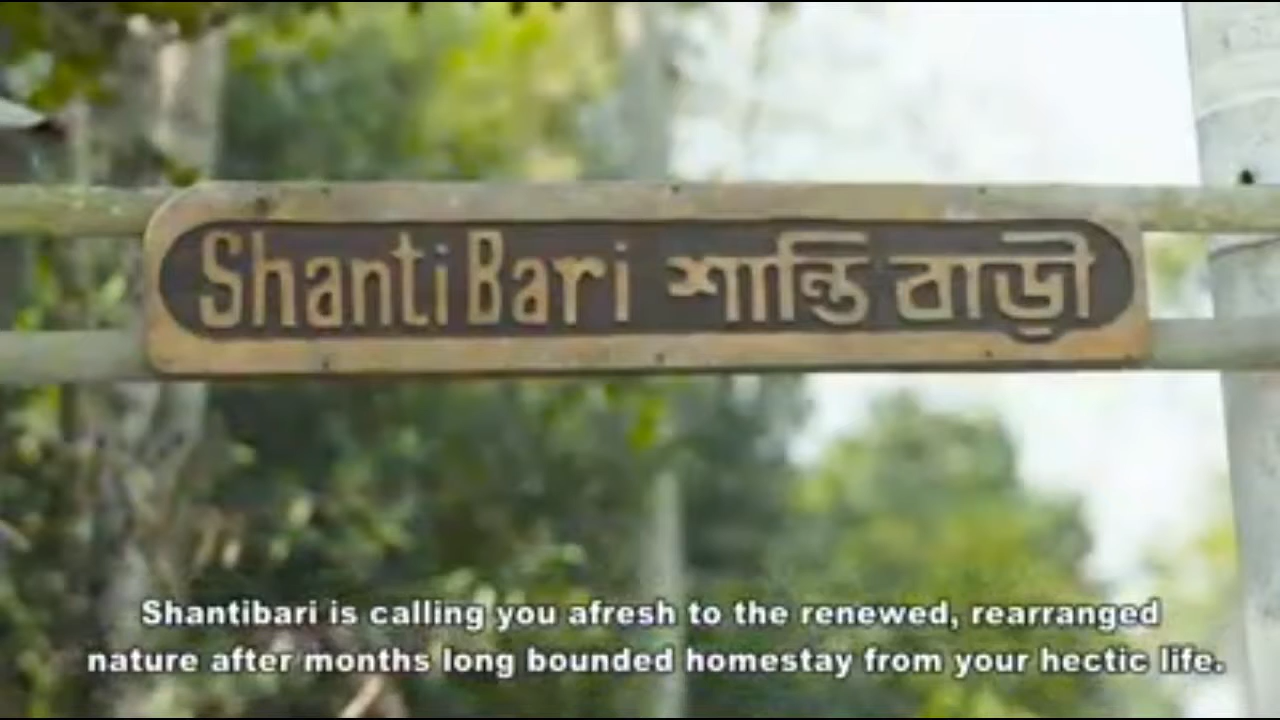 Shanti Bari শান্তি বাড়ী
Shantibari is calling you afresh to the renewed, rearranged
nature after months long bounded homestay from your hectic life.